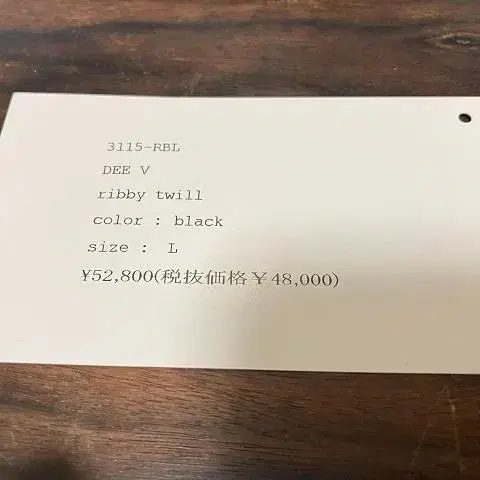 3115-RBL
DEE V
ribby twill
color : black
size : L
¥52,800(税抜価格￥48,000)